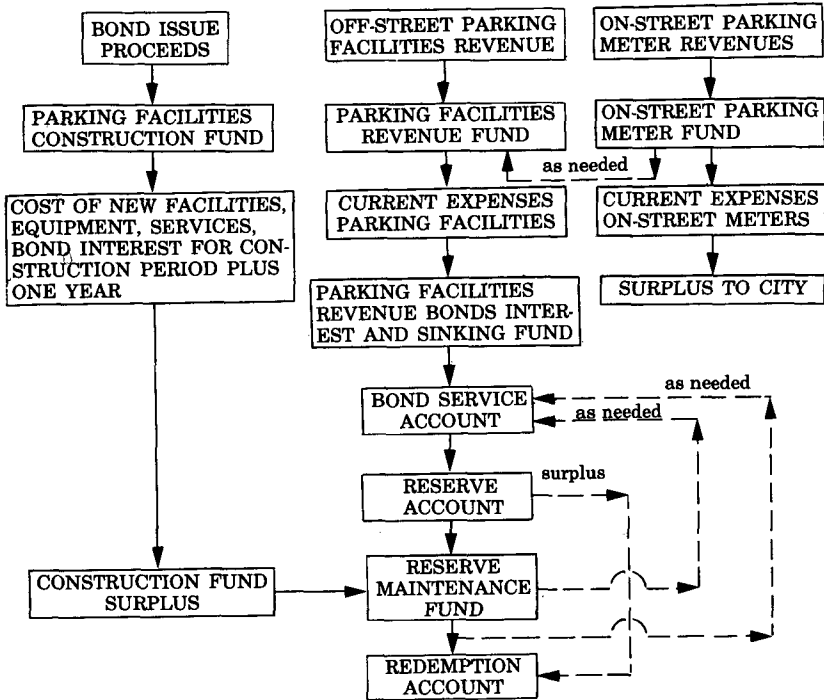 BOND ISSUE
PROCEEDS
OFF-STREET PARKING
FACILITIES REVENUE
ON-STREET PARKING
METER REVENUES
PARKING FACILITIES
CONSTRUCTION FUND
PARKING FACILITIES
REVENUE FUND
ON-STREET PARKING
METER FUND
as needed
COST OF NEW FACILITIES,
EQUIPMENT, SERVICES,
BOND INTEREST FOR CON-
STRUCTION PERIOD PLUS
ONE YEAR
CURRENT EXPENSES
PARKING FACILITIES
CURRENT EXPENSES
ON-STREET METERS
PARKING FACILITIES
REVENUE BONDS INTER-
EST AND SINKING FUND
SURPLUS TO CITY
BOND SERVICE
ACCOUNT
as needed
as needed
RESERVE
ACCOUNT
surplus
CONSTRUCTION FUND
SURPLUS
RESERVE
MAINTENANCE
FUND
REDEMPTION
ACCOUNT